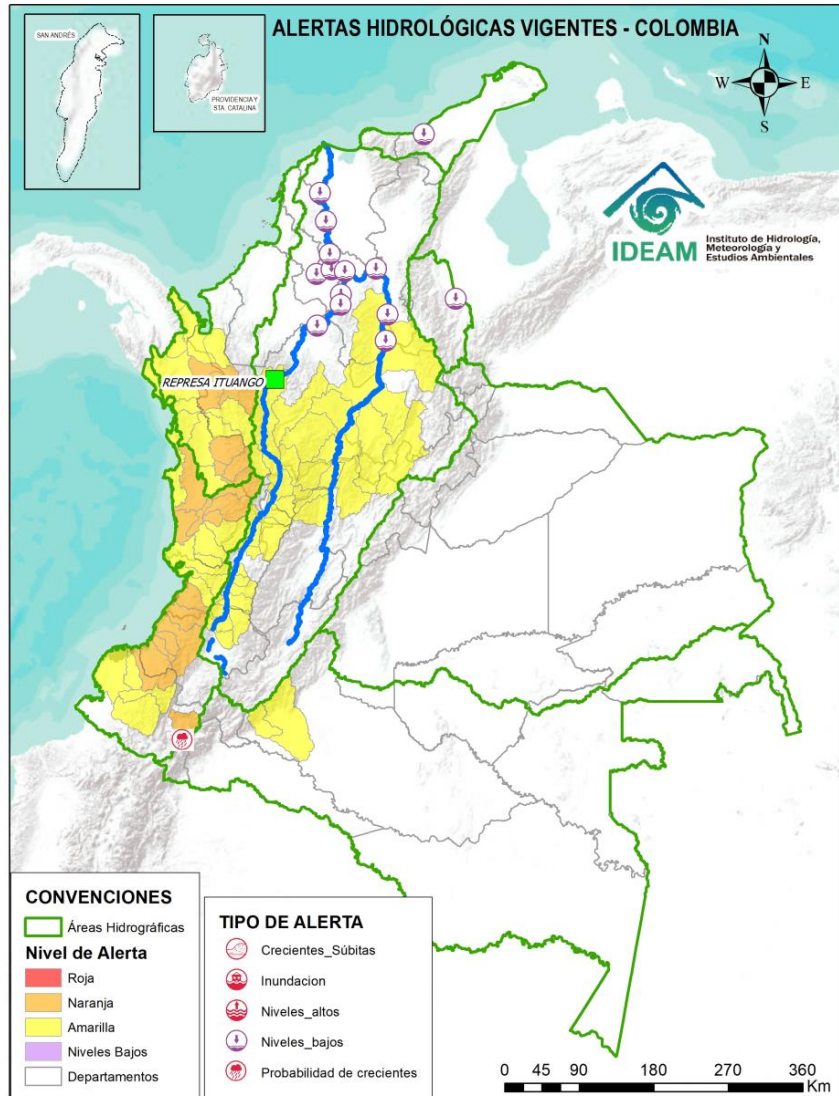 ALERTAS HIDROLÓGICAS VIGENTES - COLOMBIA
SAN ANDRÉS
PROVIDENCIA Y
STA. CATALINA
N
W
E
S
IDEAM
Instituto de Hidrología,
Meteorología y
Estudios Ambientales
REPRESA ITUANGO
CONVENCIONES
Áreas Hidrográficas
Nivel de Alerta
Roja
Naranja
Amarilla
Niveles Bajos
Departamentos
TIPO DE ALERTA
Crecientes_Súbitas
Inundacion
Niveles_altos
Niveles_bajos
Probabilidad de crecientes
0 45 90 180 270 360
Km